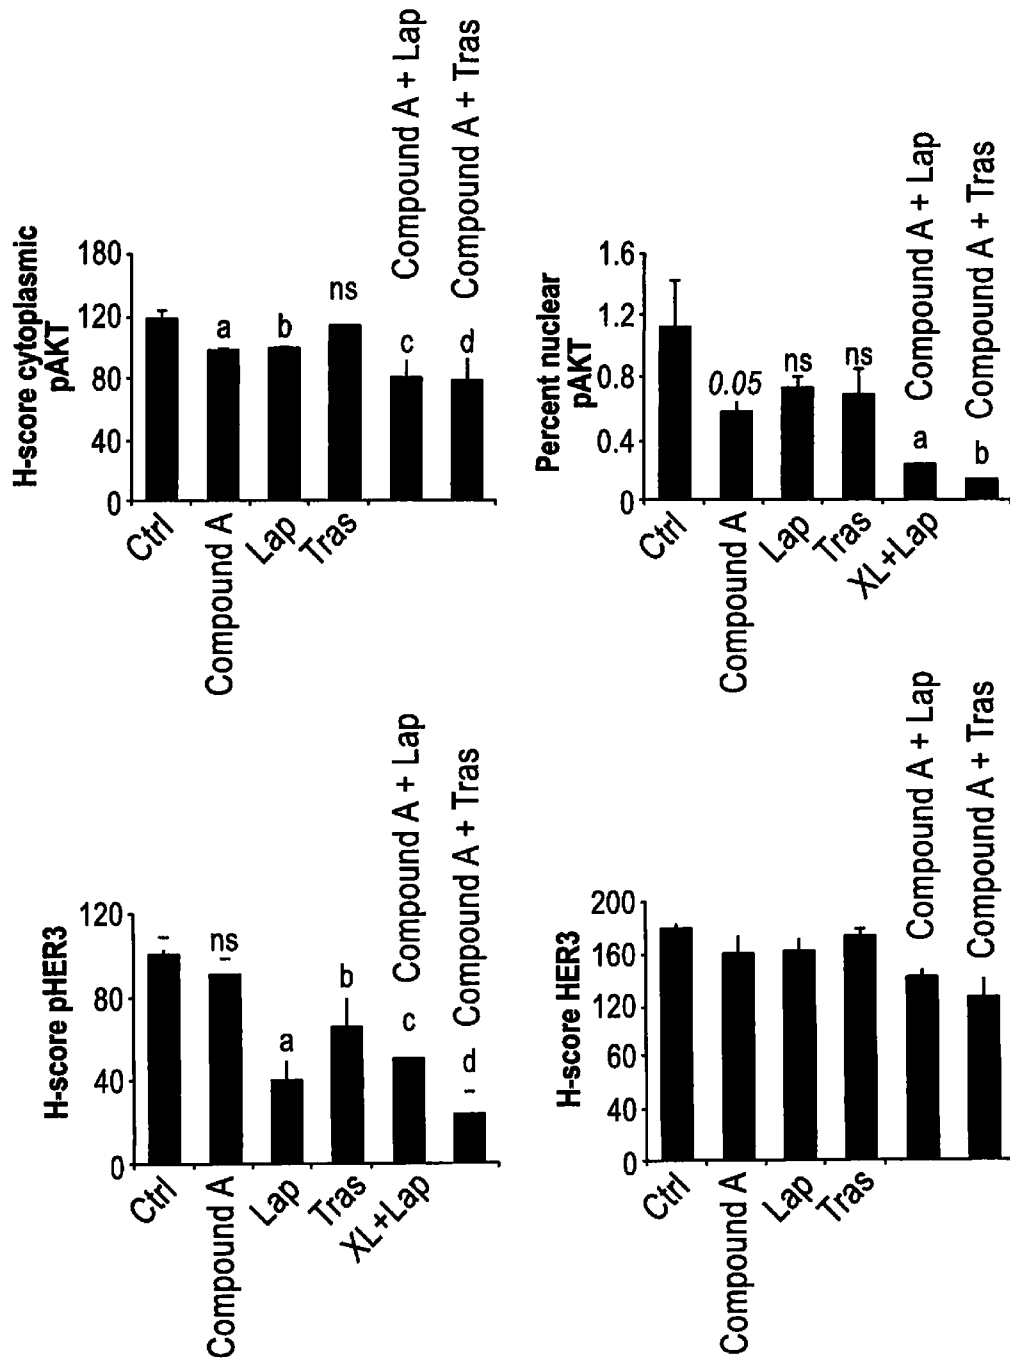 Compound A + Lap
Compound A + Tras
H-score cytoplasmic
pAKT
180
120
80
40
0
a
b
ns
c
d
Ctrl
Compound A
Lap
Tras
Compound A + Lap
Compound A + Tras
Percent nuclear
pAKT
1.6
1.2
0.8
0.4
0
0.05
ns
ns
a
b
Ctrl
Compound A
Lap
Tras
XL+Lap
Compound A + Lap
Compound A + Tras
H-score pHER3
120
80
40
0
ns
a
b
c
d
Ctrl
Compound A
Lap
Tras
XL+Lap
Compound A + Lap
Compound A + Tras
H-score HER3
200
160
120
60
40
0
Ctrl
Compound A
Lap
Tras